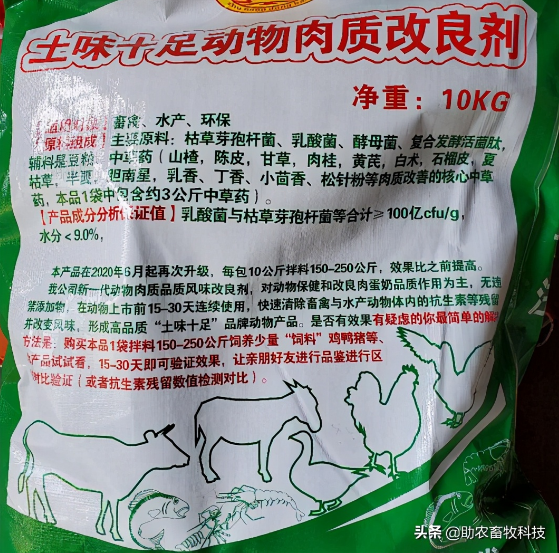 土味十足动物肉质改良剂
净重：10KG
畜禽、水产、环保
主要原料：枯草芽孢杆菌、乳酸菌、酵母菌、复合发酵活菌肽，
辅料是豆粕、中草药（山楂，陈皮，甘草，肉桂，黄芪，白术，石榴皮，夏
枯草，半夏，胆南星，乳香、丁香，小茴香、松针粉等肉质改善的核心中草
药，本品1袋中包含约3公斤中草药）。
【产品成分分析保证值】乳酸菌与枯草芽孢杆菌等合计≥100亿cfu/g，
水分<9.0%，
本产品在2020年6月起再次升级，每包10公斤拌料150-250公斤，效果比之前提高。
我公司新一代动物肉质品质风味改良剂，对动物保健和改良肉蛋奶品质作用为主，无违
禁添加物，在动物上市前15-30天连续使用，快速清除畜禽与水产动物体内的抗生素等残留
并改变风味，形成高品质“土味十足”品牌动物产品。是否有效果有疑虑的你最简单的解决
方法果：购买本品1袋拌料150-250公斤饲养少量“饲料”鸡鸭猪等、
产品试试看，15-30天即可验证效果，让亲朋好友进行品鉴进行区
对比验证（或者抗生素残留数值检测对比）。
头条 @助农畜牧科技